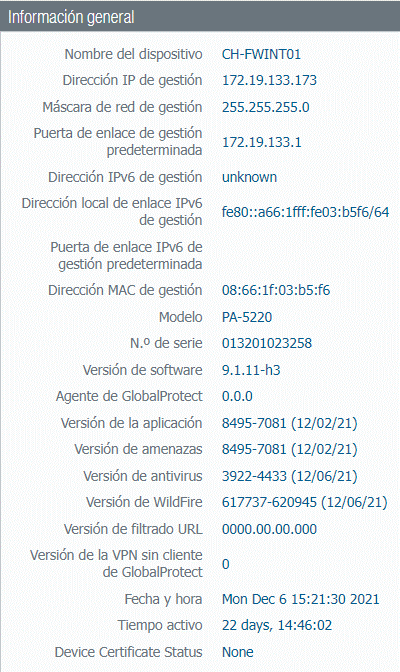 Información general
Nombre del dispositivo CH-FWINT01
Dirección IP de gestión 172.19.133.173
Máscara de red de gestión 255.255.255.0
Puerta de enlace de gestión
predeterminada 172.19.133.1
Dirección IPv6 de gestión unknown
Dirección local de enlace IPv6
de gestión fe80::a66:1fff:fe03:b5f6/64
Puerta de enlace IPv6 de
gestión predeterminada
Dirección MAC de gestión 08:66:1f:03:b5:f6
Modelo PA-5220
N.º de serie 013201023258
Versión de software 9.1.11-h3
Agente de GlobalProtect 0.0.0
Versión de la aplicación 8495-7081 (12/02/21)
Versión de amenazas 8495-7081 (12/02/21)
Versión de antivirus 3922-4433 (12/06/21)
Versión de WildFire 617737-620945 (12/06/21)
Versión de filtrado URL 0000.00.00.000
Versión de la VPN sin cliente
de GlobalProtect 0
Fecha y hora Mon Dec 6 15:21:30 2021
Tiempo activo 22 days, 14:46:02
Device Certificate Status None